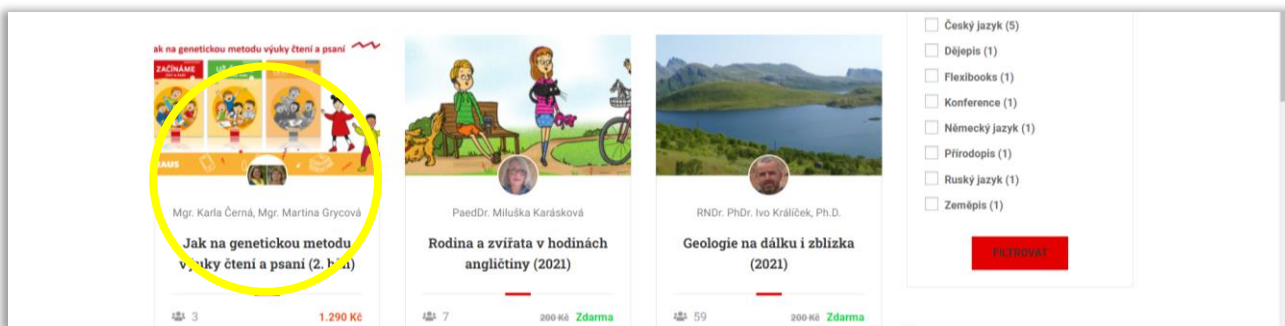 ak na genetickou metodu výuky čtení a psaní
ZAČÍNÁME
Mgr. Karla Černá, Mgr. Martina Grycová
Jak na genetickou metodu
výuky čtení a psaní (2. běh)
3 1.290 Kč
PaedDr. Miluška Karásková
Rodina a zvířata v hodinách
angličtiny (2021)
7 200 Kč Zdarma
RNDr. PhDr. Ivo Králíček, Ph.D.
Geologie na dálku i zblízka
(2021)
59 200 Kč Zdarma
Český jazyk (5)
Dějepis (1)
Flexibooks (1)
Konference (1)
Německý jazyk (1)
Přírodopis (1)
Ruský jazyk (1)
Zeměpis (1)
FILTROVAT